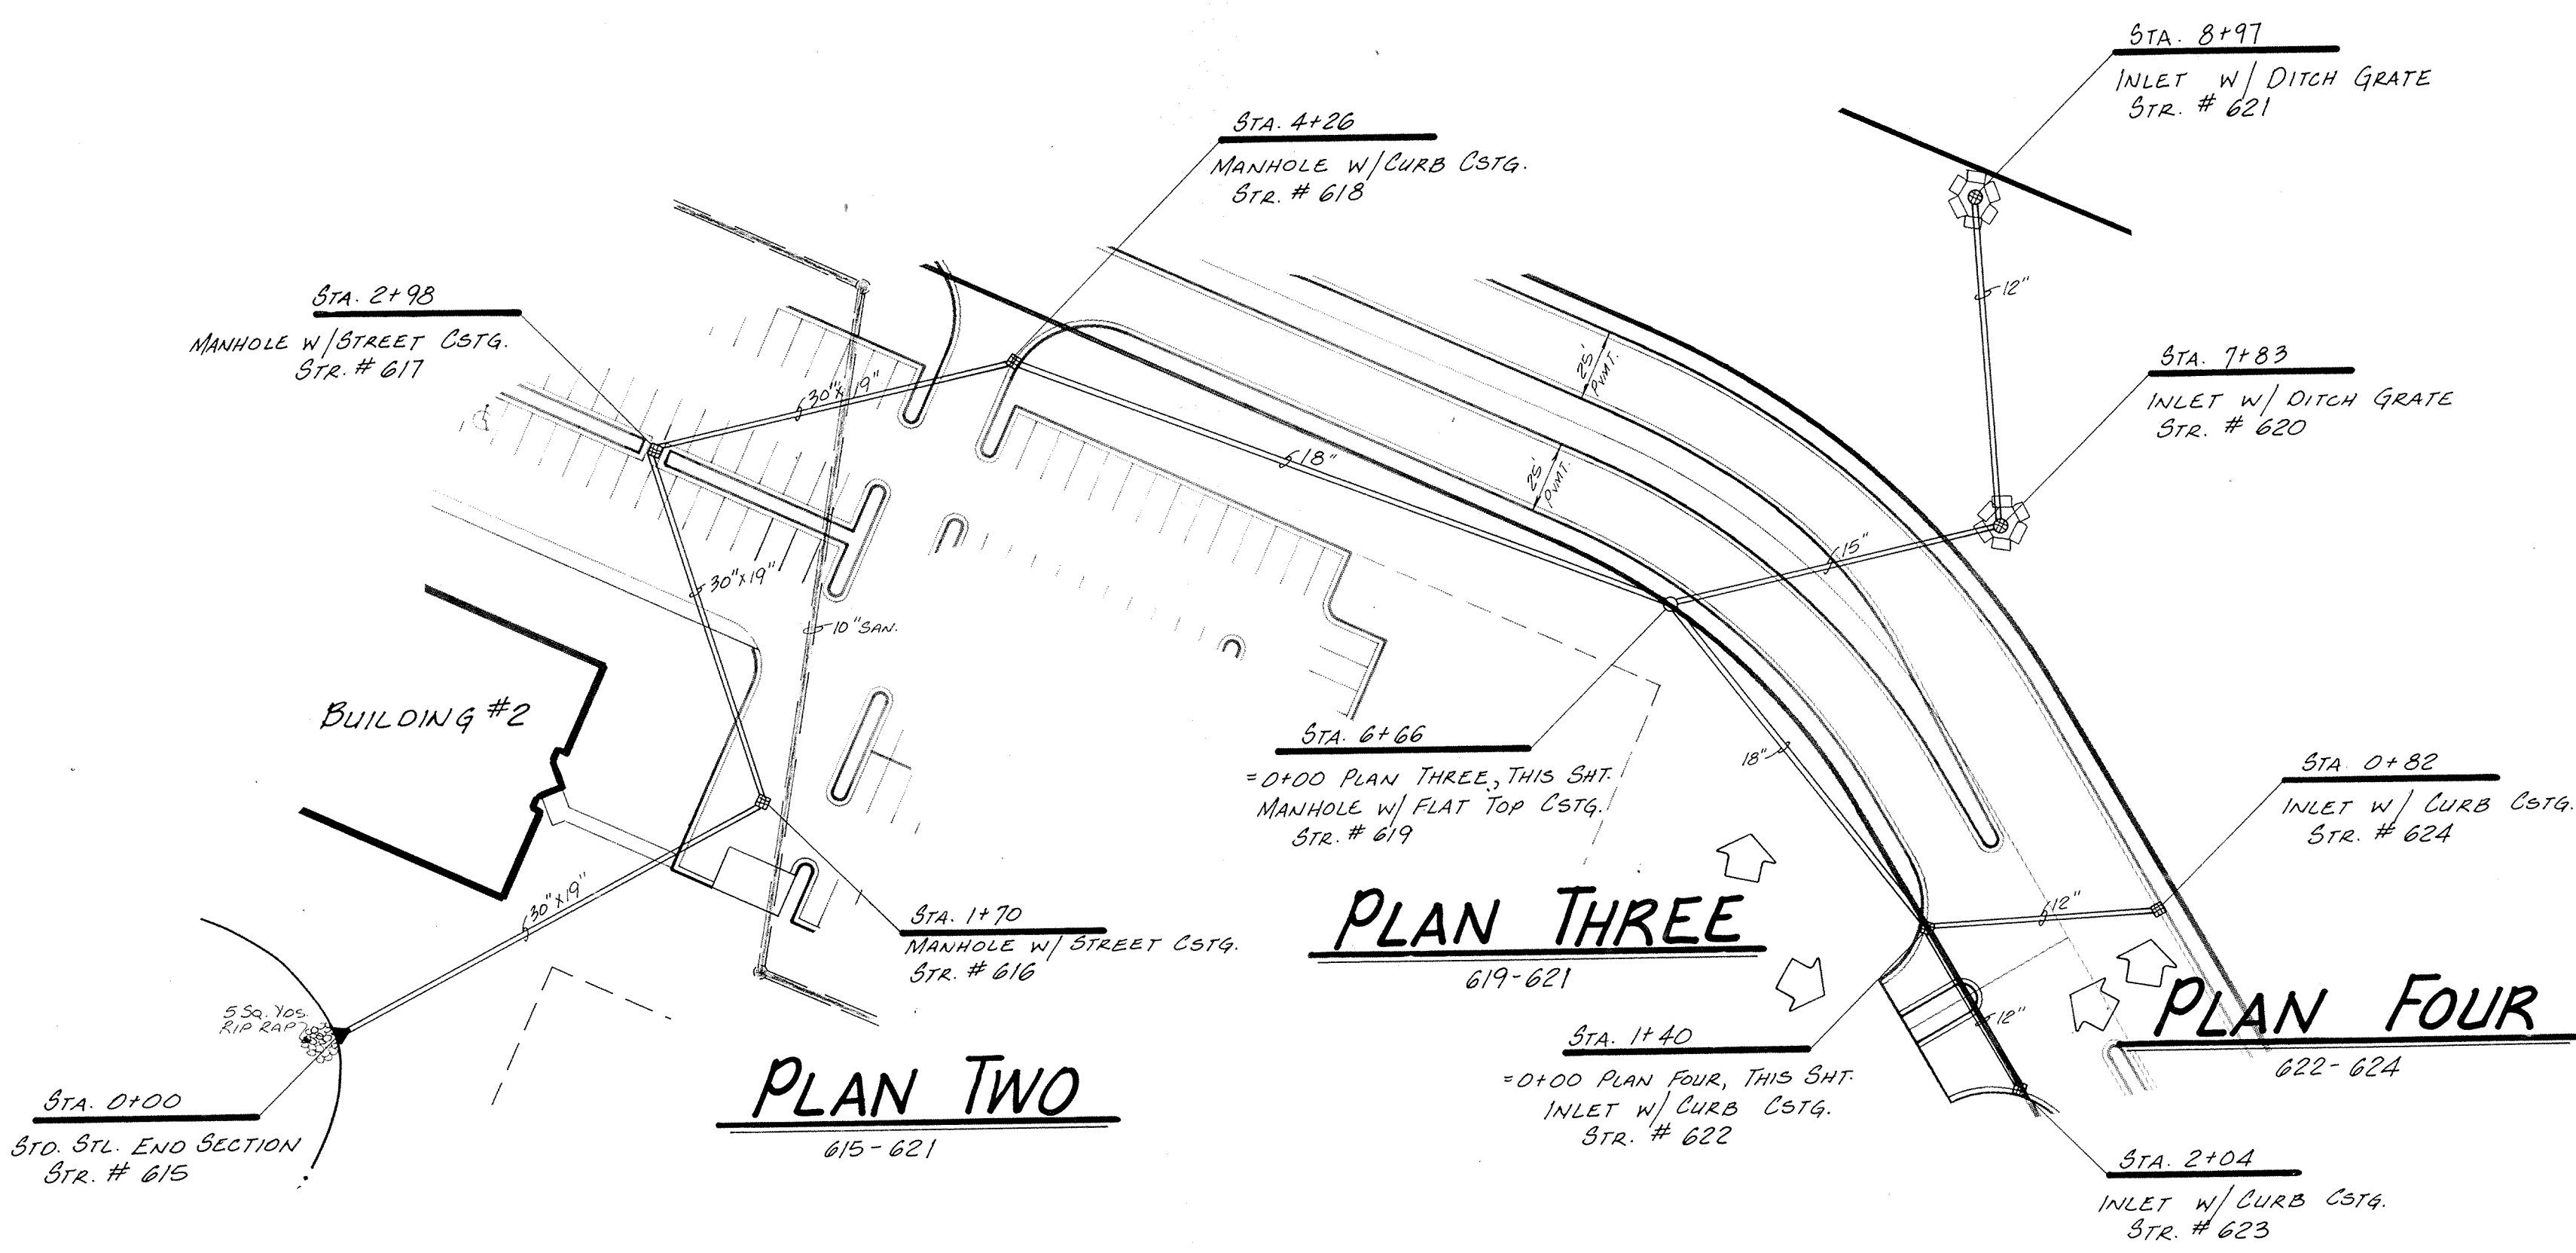 STA. 8+97
INLET W/ DITCH GRATE
STR. # 621
STA. 4+26
MANHOLE W/CURB CSTG.
STR. # 618
STA. 2+98
MANHOLE W/STREET CSTG.
STR. # 617
12"
STA. 7+83
INLET W/ DITCH GRATE
STR. # 620
30"x19"
25'
PVMT.
18"
25'
PVMT.
15"
30"x19"
10" SAN.
BUILDING #2
STA. 6+66
=0+00 PLAN THREE, THIS SHT.
MANHOLE W/ FLAT TOP CSTG.
STR. # 619
18"
STA. 0+82
INLET W/ CURB CSTG.
STR. # 624
30"x19"
STA. 1+70
MANHOLE W/ STREET CSTG.
STR. # 616
PLAN THREE
619-621
12"
5 SQ. YDS.
RIP RAP
12"
PLAN FOUR
622-624
STA. 0+00
STD. STL. END SECTION
STR. # 615
PLAN TWO
615-621
STA. 1+40
=0+00 PLAN FOUR, THIS SHT.
INLET W/ CURB CSTG.
STR. # 622
STA. 2+04
INLET W/ CURB CSTG.
STR. # 623